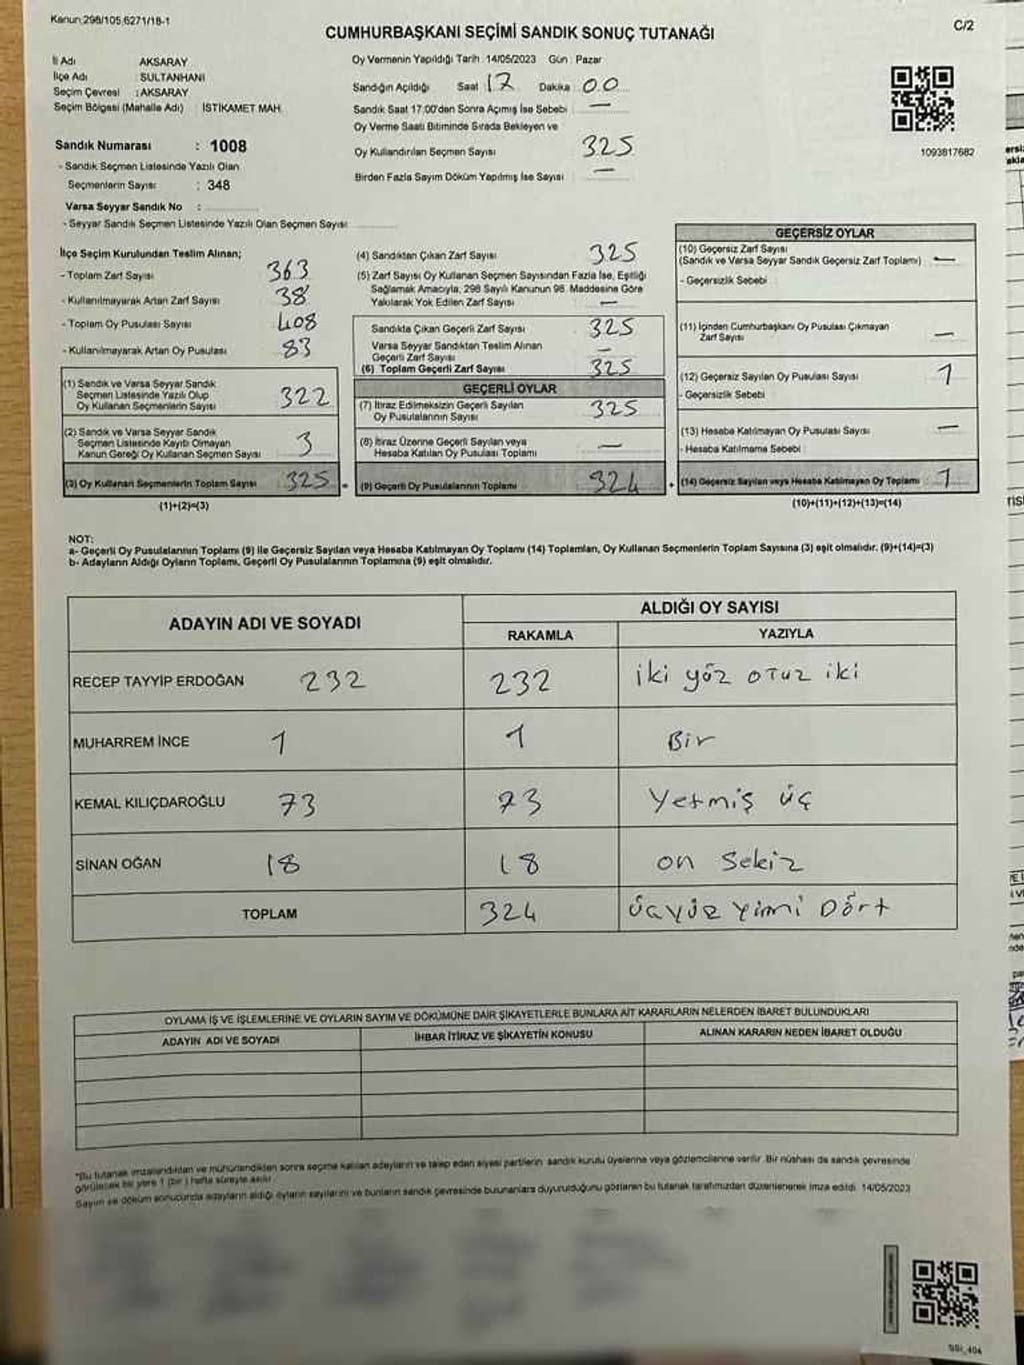 Kanun:298/105,6271/18-1
C/2
CUMHURBAŞKANI SEÇİMİ SANDIK SONUÇ TUTANAĞI
İl Adı AKSARAY
İlçe Adı : SULTANHANI
Seçim Çevresi : AKSARAY
Seçim Bölgesi (Mahalle Adı) İSTİKAMET MAH.
Sandık Numarası : 1008
- Sandık Seçmen Listesinde Yazılı Olan
Seçmenlerin Sayısı : 348
Varsa Seyyar Sandık No :
- Seyyar Sandık Seçmen Listesinde Yazılı Olan Seçmen Sayısı
Oy Vermenin Yapıldığı Tarih : 14/05/2023 Gün : Pazar
Sandığın Açıldığı Saat 17 Dakika 00
Sandık Saat 17:00'den Sonra Açımış İse Sebebi : —
Oy Verme Saati Bitiminde Sırada Bekleyen ve
Oy Kullandırılan Seçmen Sayısı 325
Birden Fazla Sayım Döküm Yapılmış İse Sayısı : —
1093817682
İlçe Seçim Kurulundan Teslim Alınan;
- Toplam Zarf Sayısı 363
- Kullanılmayarak Artan Zarf Sayısı 38
- Toplam Oy Pusulası Sayısı 408
- Kullanılmayarak Artan Oy Pusulası 83
(1) Sandık ve Varsa Seyyar Sandık
Seçmen Listesinde Yazılı Olup
Oy Kullanan Seçmenlerin Sayısı 322
(2) Sandık ve Varsa Seyyar Sandık
Seçmen Listesinde Kayıtlı Olmayan
Kanun Gereği Oy Kullanan Seçmen Sayısı 3
(3) Oy Kullanan Seçmenlerin Toplam Sayısı 325 =
(1)+(2)=(3)
(4) Sandıktan Çıkan Zarf Sayısı 325
(5) Zarf Sayısı Oy Kullanan Seçmen Sayısından Fazla İse, Eşitliği
Sağlamak Amacıyla, 298 Sayılı Kanunun 98. Maddesine Göre
Yakılarak Yok Edilen Zarf Sayısı —
Sandıkta Çıkan Geçerli Zarf Sayısı 325
Varsa Seyyar Sandıktan Teslim Alınan
Geçerli Zarf Sayısı —
(6) Toplam Geçerli Zarf Sayısı 325
GEÇERLİ OYLAR
(7) İtiraz Edilmeksizin Geçerli Sayılan
Oy Pusulalarının Sayısı 325
(8) İtiraz Üzerine Geçerli Sayılan veya
Hesaba Katılan Oy Pusulası Toplamı —
(9) Geçerli Oy Pusulalarının Toplamı 324 +
GEÇERSİZ OYLAR
(10) Geçersiz Zarf Sayısı
(Sandık ve Varsa Seyyar Sandık Geçersiz Zarf Toplamı) —
- Geçersizlik Sebebi :
(11) İçinden Cumhurbaşkanı Oy Pusulası Çıkmayan
Zarf Sayısı —
(12) Geçersiz Sayılan Oy Pusulası Sayısı 1
- Geçersizlik Sebebi
(13) Hesaba Katılmayan Oy Pusulası Sayısı —
- Hesaba Katılmama Sebebi
(14) Geçersiz Sayılan veya Hesaba Katılmayan Oy Toplamı 1
(10)+(11)+(12)+(13)=(14)
NOT:
a- Geçerli Oy Pusulalarının Toplamı (9) ile Geçersiz Sayılan veya Hesaba Katılmayan Oy Toplamı (14) Toplamları, Oy Kullanan Seçmenlerin Toplam Sayısına (3) eşit olmalıdır. (9)+(14)=(3)
b- Adayların Aldığı Oyların Toplamı, Geçerli Oy Pusulalarının Toplamına (9) eşit olmalıdır.
ADAYIN ADI VE SOYADI
ALDIĞI OY SAYISI
RAKAMLA YAZIYLA
RECEP TAYYİP ERDOĞAN 232 232 iki yüz otuz iki
MUHARREM İNCE 1 1 Bir
KEMAL KILIÇDAROĞLU 73 73 Yetmiş üç
SİNAN OĞAN 18 18 on sekiz
TOPLAM 324 üçyüz yirmi Dört
OYLAMA İŞ VE İŞLEMLERİNE VE OYLARIN SAYIM VE DÖKÜMÜNE DAİR ŞİKAYETLERLE BUNLARA AİT KARARLARIN NELERDEN İBARET BULUNDUKLARI
ADAYIN ADI VE SOYADI İHBAR İTİRAZ VE ŞİKAYETİN KONUSU ALINAN KARARIN NEDEN İBARET OLDUĞU
*Bu tutanak imzalandıktan ve mühürlendikten sonra seçime katılan adayların ve talep eden siyasi partilerin sandık kurulu üyelerine veya gözlemcilerine verilir. Bir nüshası da sandık çevresinde
görülecek bir yere 1 (bir) hafta süreyle asılır.
Sayım ve döküm sonucunda adayların aldığı oyların sayılarını ve bunların sandık çevresinde bulunanlara duyurulduğunu gösteren bu tutanak tarafımızdan düzenlenerek imza edildi. 14/05/2023